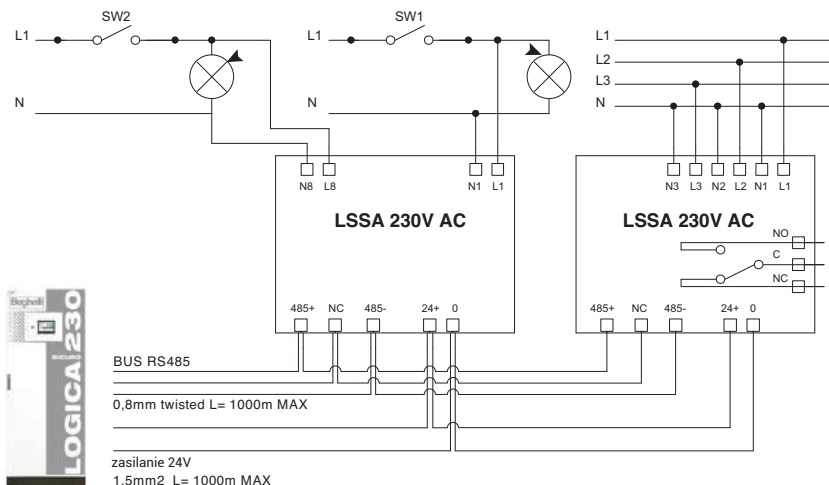 SW2
SW1
L1
L1
L1
L2
L3
N
N
N
N8 L8
N1 L1
N3 L3 N2 L2 N1 L1
LSSA 230V AC
LSSA 230V AC
NO
C
NC
485+ NC 485- 24+ 0
485+ NC 485- 24+ 0
Beghelli
LOGICA 230
SICURO
BUS RS485
0,8mm twisted L= 1000m MAX
zasilanie 24V
1,5mm2 L= 1000m MAX